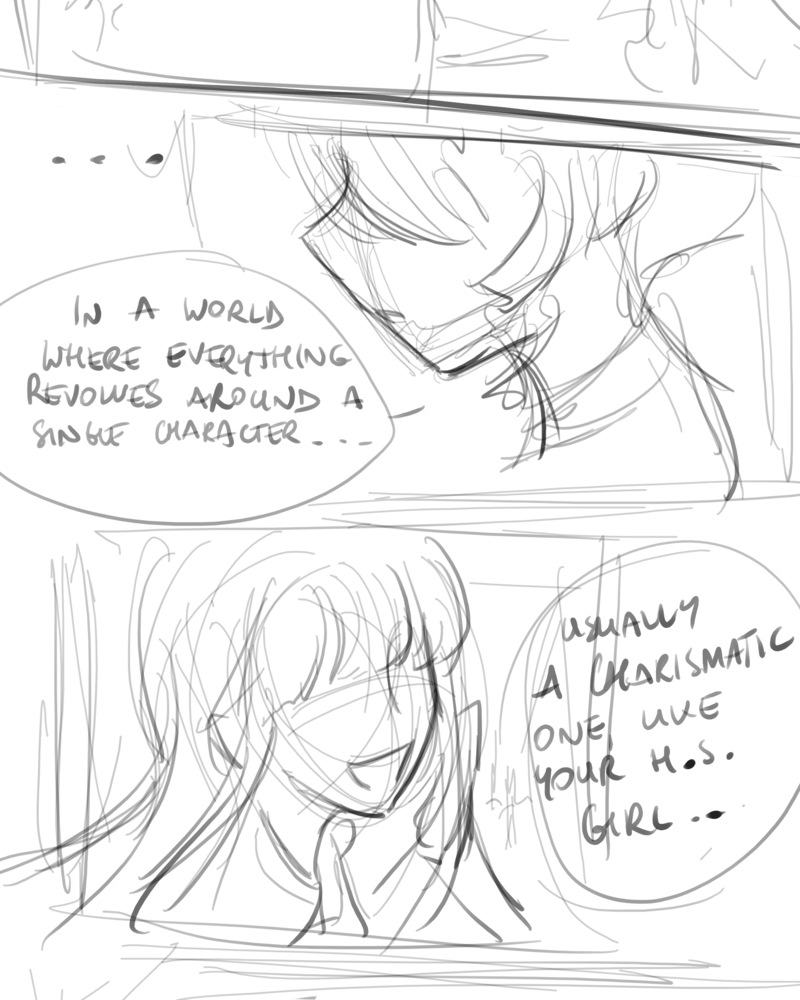 ...
IN A WORLD
WHERE EVERYTHING
REVOLVES AROUND A
SINGLE CHARACTER....
USUALLY
A CHARISMATIC
ONE, LIKE
YOUR H.S.
GIRL..